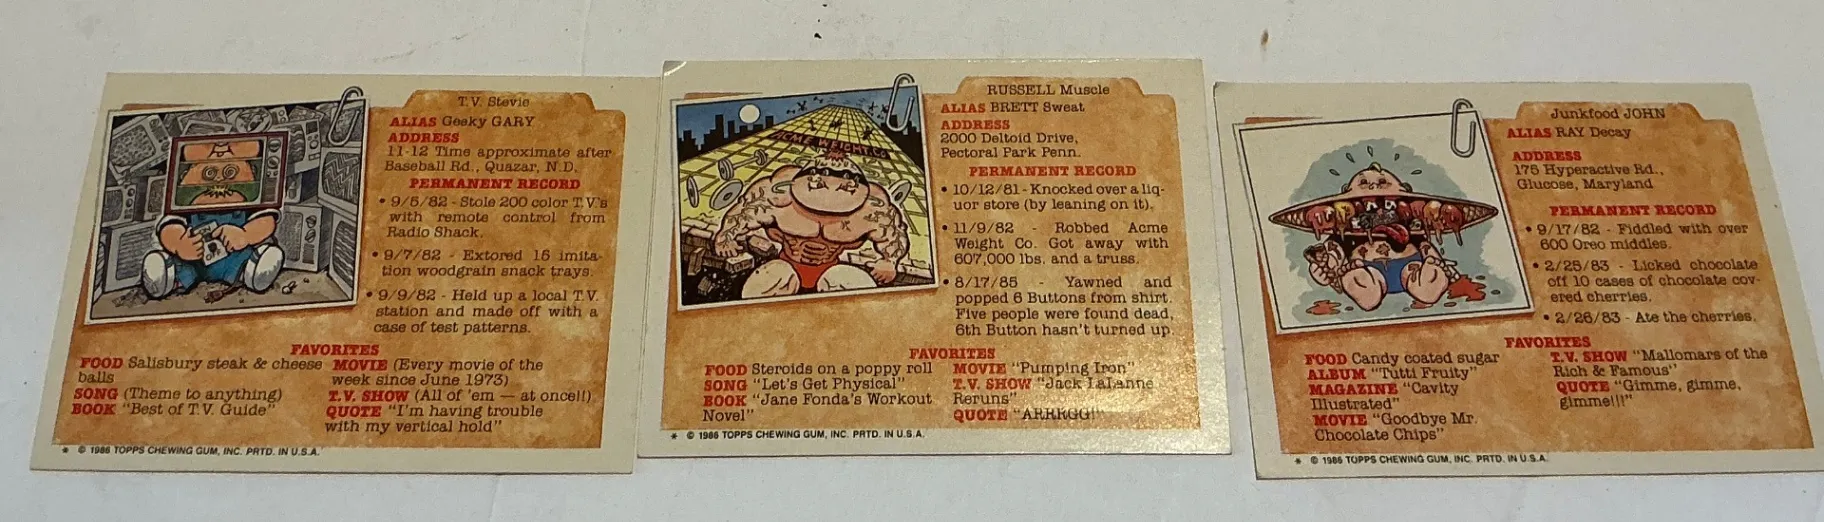 T.V. Stevie
ALIAS Geeky GARY
ADDRESS
11-12 Time approximate after
Baseball Rd., Quazar, N.D.
PERMANENT RECORD
• 9/5/82 - Stole 200 color T.V.'s
with remote control from
Radio Shack.
• 9/7/82 - Extored 16 imita-
tion woodgrain snack trays.
• 9/9/82 - Held up a local T.V.
station and made off with a
case of test patterns.
FAVORITES
FOOD Salisbury steak & cheese
balls
SONG (Theme to anything)
BOOK "Best of T.V. Guide"
MOVIE (Every movie of the
week since June 1973)
T.V. SHOW (All of 'em — at once!!)
QUOTE "I'm having trouble
with my vertical hold"
* © 1986 TOPPS CHEWING GUM, INC. PRTD. IN U.S.A.
ACME WEIGHT CO
RUSSELL Muscle
ALIAS BRETT Sweat
ADDRESS
2000 Deltoid Drive,
Pectoral Park Penn.
PERMANENT RECORD
• 10/12/81 - Knocked over a liq-
uor store (by leaning on it).
• 11/9/82 - Robbed Acme
Weight Co. Got away with
607,000 lbs. and a truss.
• 8/17/85 - Yawned and
popped 6 Buttons from shirt.
Five people were found dead,
6th Button hasn't turned up.
FAVORITES
FOOD Steroids on a poppy roll
SONG "Let's Get Physical"
BOOK "Jane Fonda's Workout
Novel"
MOVIE "Pumping Iron"
T.V. SHOW "Jack LaLanne
Reruns"
QUOTE "ARRRGG!"
* © 1986 TOPPS CHEWING GUM, INC. PRTD. IN U.S.A.
Junkfood JOHN
ALIAS RAY Decay
ADDRESS
175 Hyperactive Rd.,
Glucose, Maryland
PERMANENT RECORD
• 9/17/82 - Fiddled with over
600 Oreo middles.
• 2/25/83 - Licked chocolate
off 10 cases of chocolate cov-
ered cherries.
• 2/26/83 - Ate the cherries.
FAVORITES
FOOD Candy coated sugar
ALBUM "Tutti Fruity"
MAGAZINE "Cavity
Illustrated"
MOVIE "Goodbye Mr.
Chocolate Chips"
T.V. SHOW "Mallomars of the
Rich & Famous"
QUOTE "Gimme, gimme,
gimme!!!"
* © 1986 TOPPS CHEWING GUM, INC. PRTD. IN U.S.A.